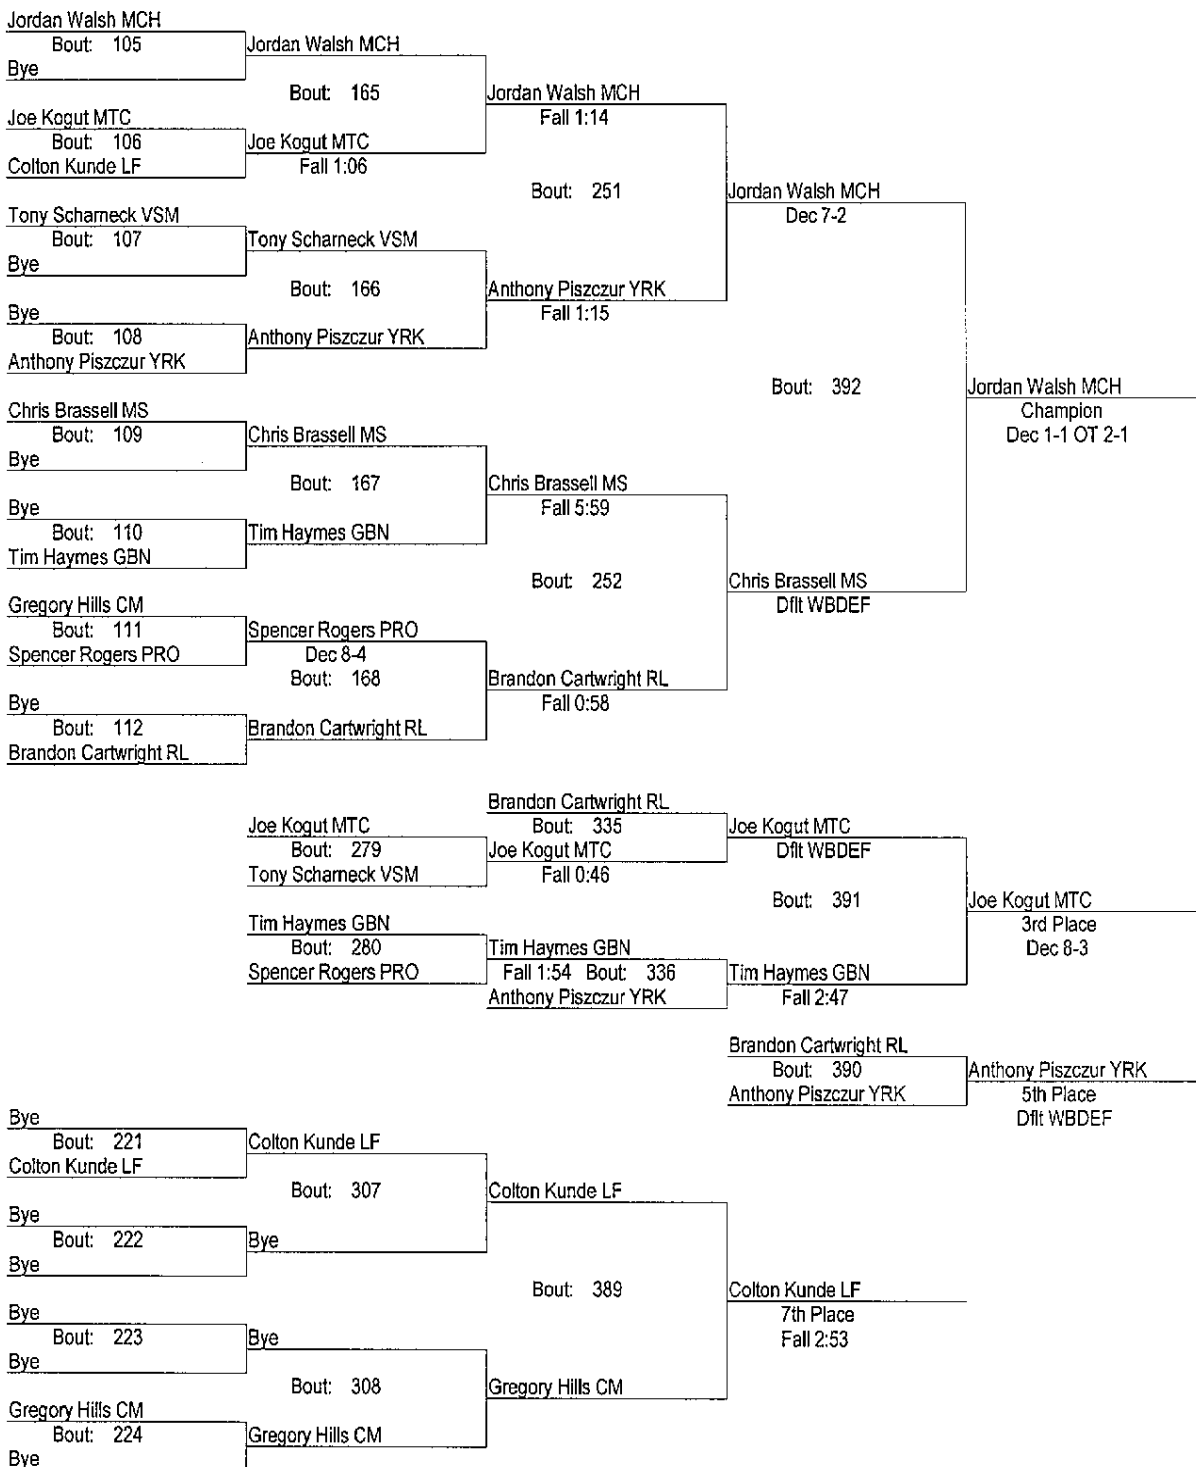 Jordan Walsh MCH
Bout: 105
Bye
Jordan Walsh MCH
Bout: 165
Joe Kogut MTC
Bout: 106
Colton Kunde LF
Joe Kogut MTC
Fall 1:06
Jordan Walsh MCH
Fall 1:14
Bout: 251
Tony Scharneck VSM
Bout: 107
Bye
Tony Scharneck VSM
Bout: 166
Bye
Bout: 108
Anthony Piszczur YRK
Anthony Piszczur YRK
Anthony Piszczur YRK
Fall 1:15
Jordan Walsh MCH
Dec 7-2
Bout: 392
Jordan Walsh MCH
Champion
Dec 1-1 OT 2-1
Chris Brassell MS
Bout: 109
Bye
Chris Brassell MS
Bout: 167
Bye
Bout: 110
Tim Haymes GBN
Tim Haymes GBN
Chris Brassell MS
Fall 5:59
Bout: 252
Chris Brassell MS
Dflt WBDEF
Gregory Hills CM
Bout: 111
Spencer Rogers PRO
Spencer Rogers PRO
Dec 8-4
Bout: 168
Bye
Bout: 112
Brandon Cartwright RL
Brandon Cartwright RL
Brandon Cartwright RL
Fall 0:58
Joe Kogut MTC
Bout: 279
Tony Scharneck VSM
Brandon Cartwright RL
Bout: 335
Joe Kogut MTC
Fall 0:46
Joe Kogut MTC
Dflt WBDEF
Bout: 391
Joe Kogut MTC
3rd Place
Dec 8-3
Tim Haymes GBN
Bout: 280
Spencer Rogers PRO
Tim Haymes GBN
Fall 1:54 Bout: 336
Anthony Piszczur YRK
Tim Haymes GBN
Fall 2:47
Brandon Cartwright RL
Bout: 390
Anthony Piszczur YRK
Anthony Piszczur YRK
5th Place
Dflt WBDEF
Bye
Bout: 221
Colton Kunde LF
Colton Kunde LF
Bout: 307
Bye
Bout: 222
Bye
Bye
Colton Kunde LF
Bout: 389
Colton Kunde LF
7th Place
Fall 2:53
Bye
Bout: 223
Bye
Bye
Bout: 308
Gregory Hills CM
Gregory Hills CM
Bout: 224
Bye
Gregory Hills CM